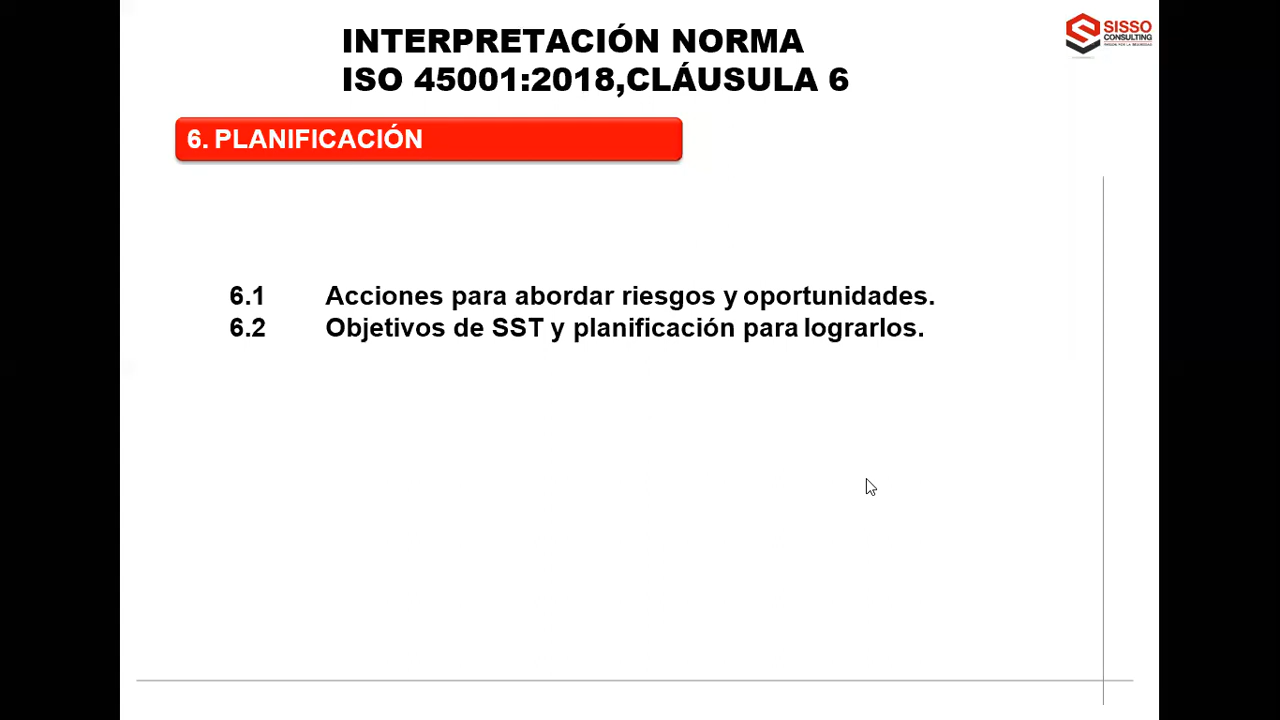 INTERPRETACIÓN NORMA
ISO 45001:2018,CLÁUSULA 6
SISSO
CONSULTING
6. PLANIFICACIÓN
6.1 Acciones para abordar riesgos y oportunidades.
6.2 Objetivos de SST y planificación para lograrlos.